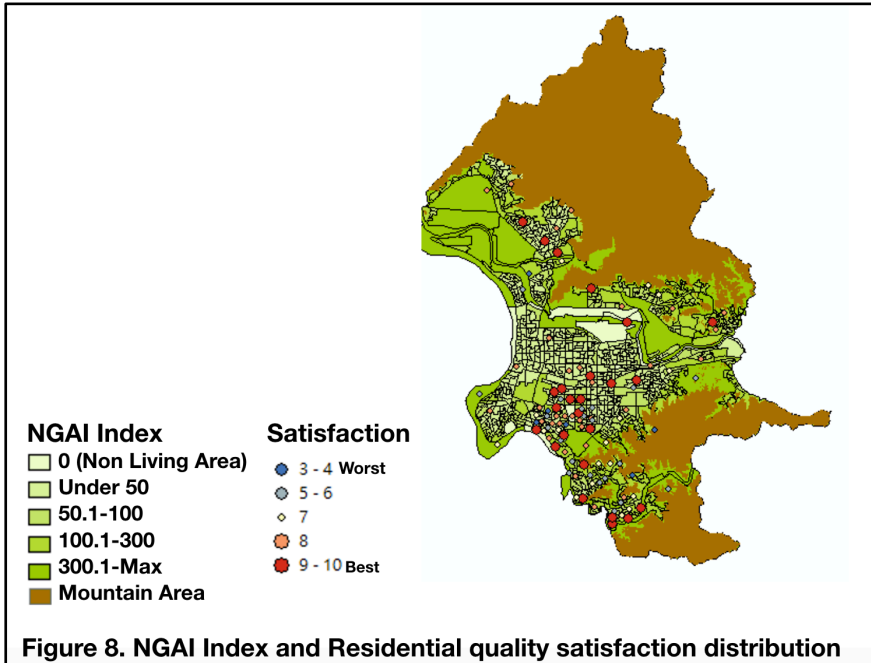 NGAI Index
0 (Non Living Area)
Under 50
50.1-100
100.1-300
300.1-Max
Mountain Area
Satisfaction
3 - 4 Worst
5 - 6
7
8
9 - 10 Best
Figure 8. NGAI Index and Residential quality satisfaction distribution